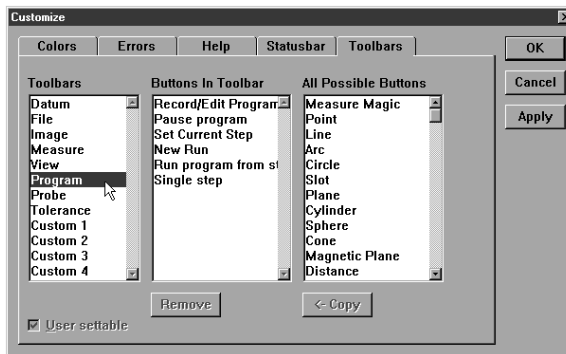 Customize
Colors
Errors
Help
Statusbar
Toolbars
OK
Cancel
Apply
Toolbars
Datum
File
Image
Measure
View
Program
Probe
Tolerance
Custom 1
Custom 2
Custom 3
Custom 4
Buttons In Toolbar
Record/Edit Program
Pause program
Set Current Step
New Run
Run program from st
Single step
All Possible Buttons
Measure Magic
Point
Line
Arc
Circle
Slot
Plane
Cylinder
Sphere
Cone
Magnetic Plane
Distance
Remove
<- Copy
User settable